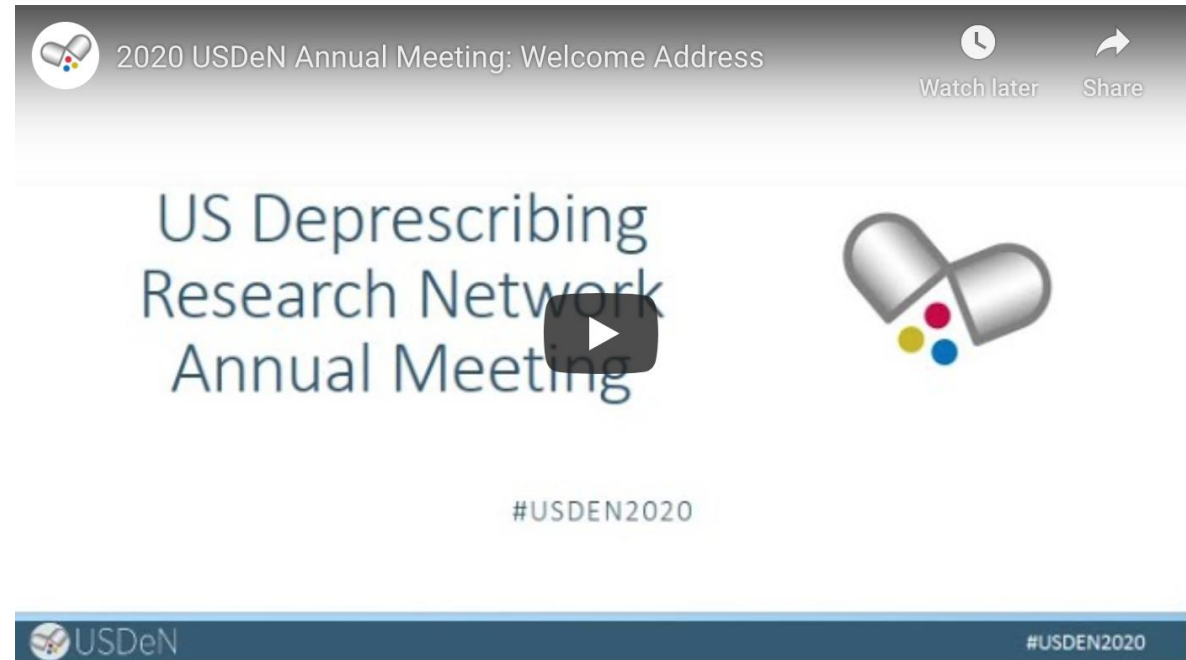 2020 USDeN Annual Meeting: Welcome Address
Watch later
Share
US Deprescribing
Research Network
Annual Meeting
#USDEN2020
USDeN
#USDEN2020